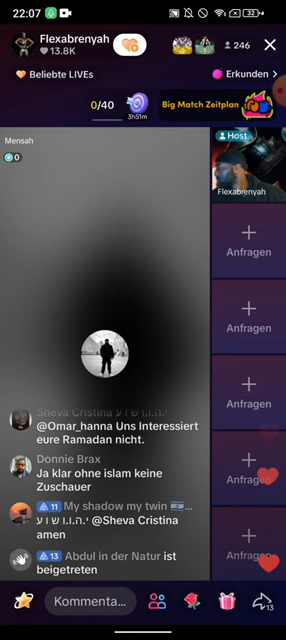 22:07
32
Flexabrenyah
13.8K
246
Beliebte LIVEs
Erkunden
0/40
3h51m
Big Match Zeitplan
Mensah
0
Host
Flexabrenyah
Anfragen
Anfragen
Anfragen
Anfragen
Anfragen
Sheva Cristina י.ה.ו.ו ש ו ע
@Omar_hanna Uns Interessiert
eure Ramadan nicht.
Donnie Brax
Ja klar ohne islam keine
Zuschauer
11 My shadow my twin 🇮🇱...
י.ה.ו.ו ש ו ע @Sheva Cristina
amen
13 Abdul in der Natur ist
beigetreten
Kommenta...
13